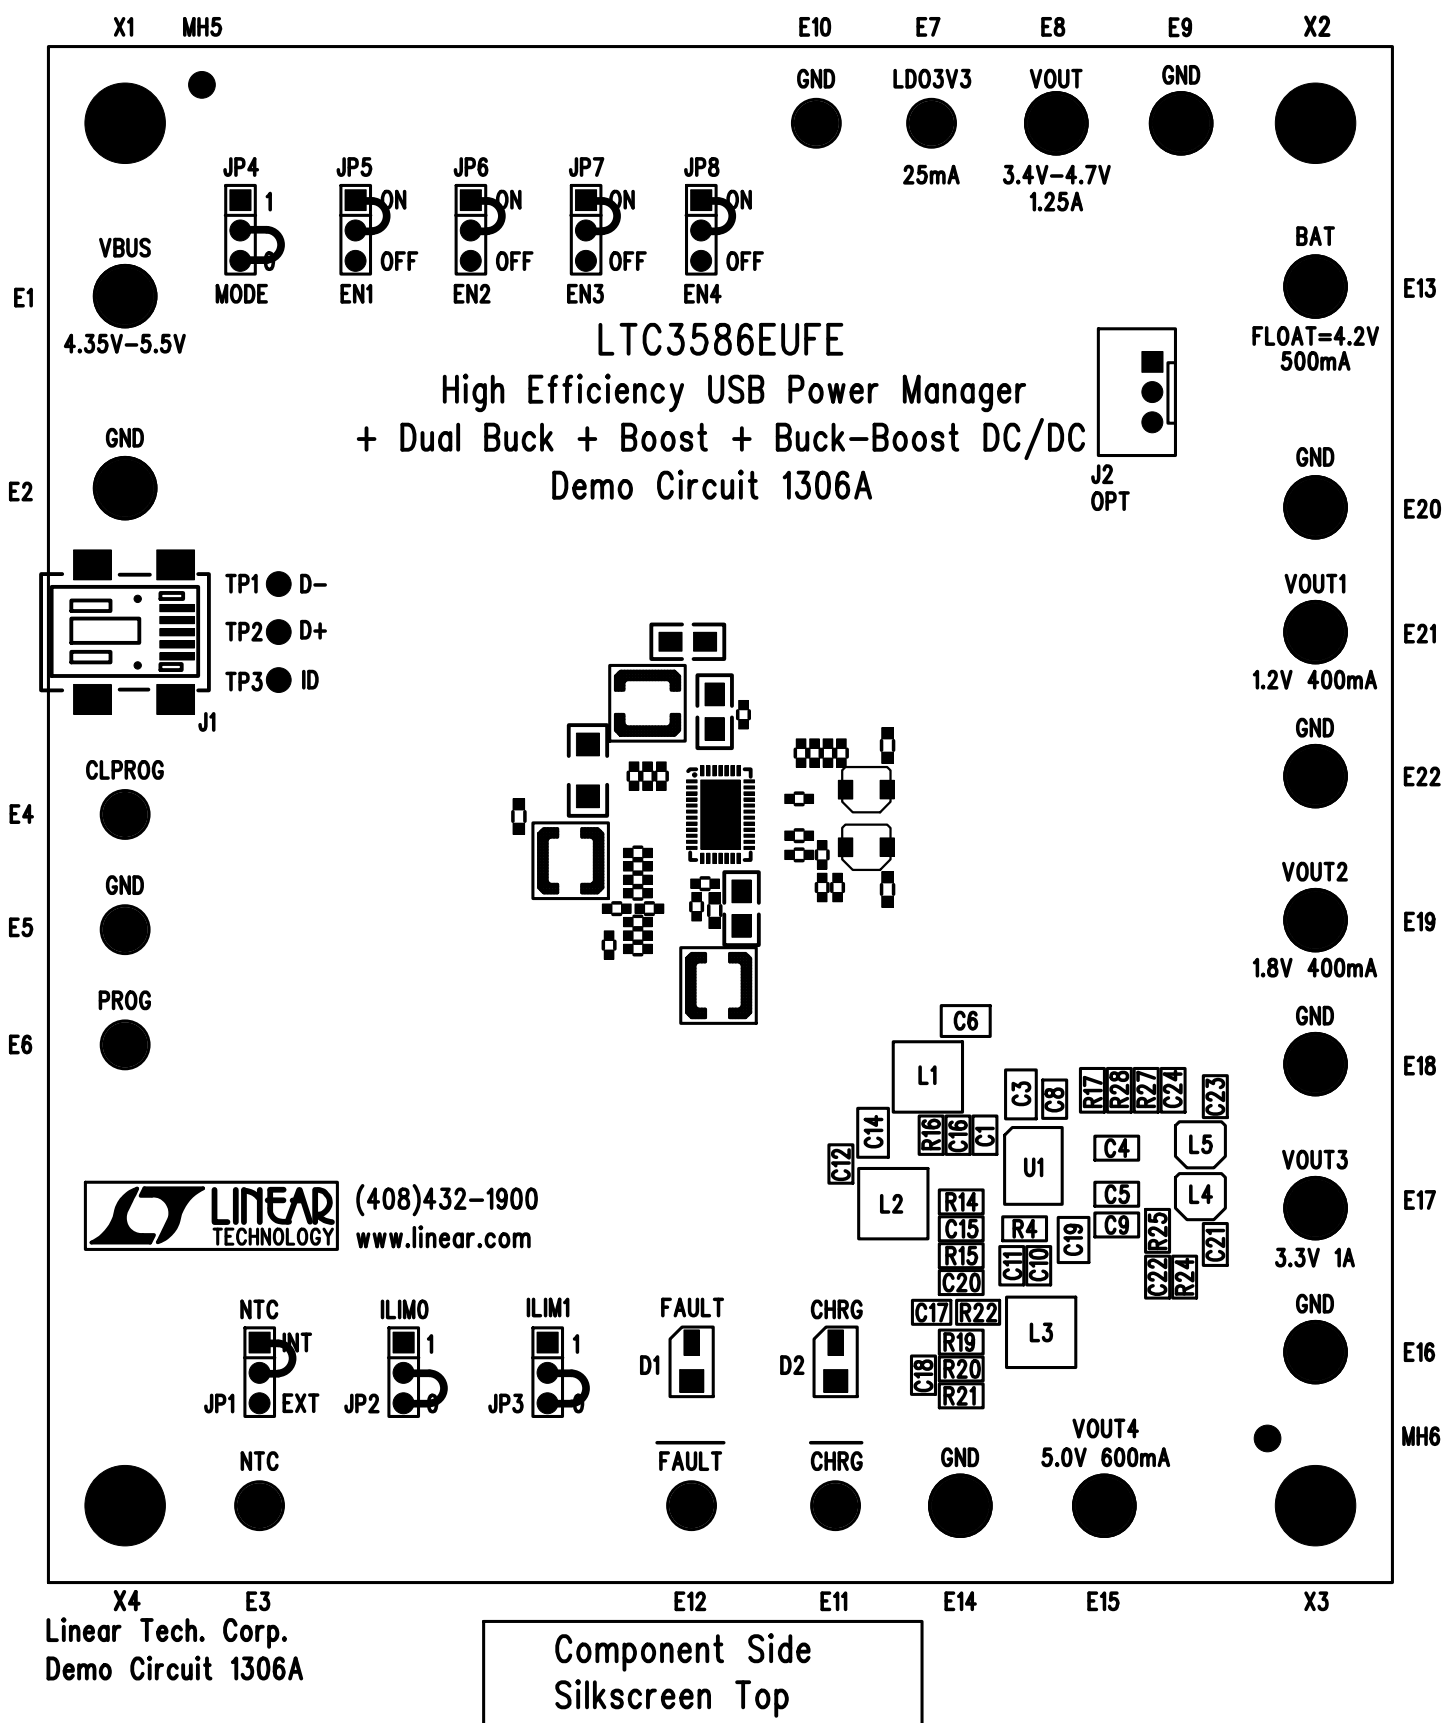 X1 MH5 E10 E7 E8 E9 X2
GND LDO3V3 VOUT GND
25mA 3.4V-4.7V
1.25A
JP4 JP5 JP6 JP7 JP8
1 ON ON ON ON
0 OFF OFF OFF OFF
MODE EN1 EN2 EN3 EN4
VBUS
E1
4.35V-5.5V
BAT
E13
FLOAT=4.2V
500mA
LTC3586EUFE
High Efficiency USB Power Manager
+ Dual Buck + Boost + Buck-Boost DC/DC
Demo Circuit 1306A
J2
OPT
GND
E2
GND
E20
TP1 D-
TP2 D+
TP3 ID
J1
VOUT1
E21
1.2V 400mA
GND
E22
CLPROG
E4
GND
E5
PROG
E6
VOUT2
E19
1.8V 400mA
GND
E18
C6
L1 C3 C8 R17 R28 R27 C24 C23
C14 R16 C16 C1 C4 L5
C12 U1
L2 R14 C5 L4
C15 R4 C19 C9 R25 C21
R15 C11 C10
C20 C22 R24
C17 R22 L3
R19
C18 R20
R21
VOUT3
E17
3.3V 1A
GND
E16
LINEAR
TECHNOLOGY
(408)432-1900
www.linear.com
NTC ILIM0 ILIM1 FAULT CHRG
INT 1 1
D1 D2
JP1 EXT JP2 0 JP3 0
MH6
VOUT4
5.0V 600mA
NTC FAULT CHRG GND
X4 E3 E12 E11 E14 E15 X3
Linear Tech. Corp.
Demo Circuit 1306A
Component Side
Silkscreen Top